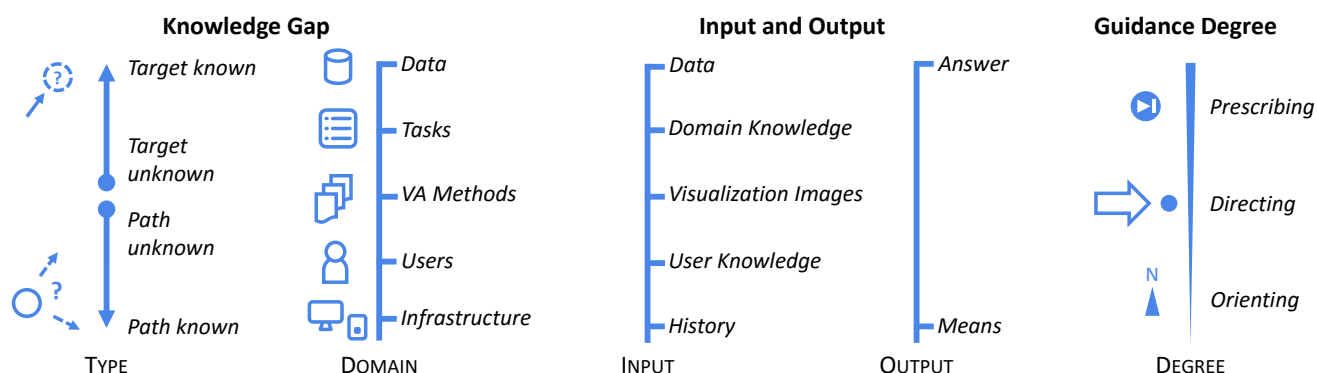 Knowledge Gap
Input and Output
Guidance Degree
?
Target known
Target
unknown
Path
unknown
?
Path known
TYPE
Data
Tasks
VA Methods
Users
Infrastructure
DOMAIN
Data
Domain Knowledge
Visualization Images
User Knowledge
History
INPUT
Answer
Means
OUTPUT
Prescribing
Directing
N
Orienting
DEGREE